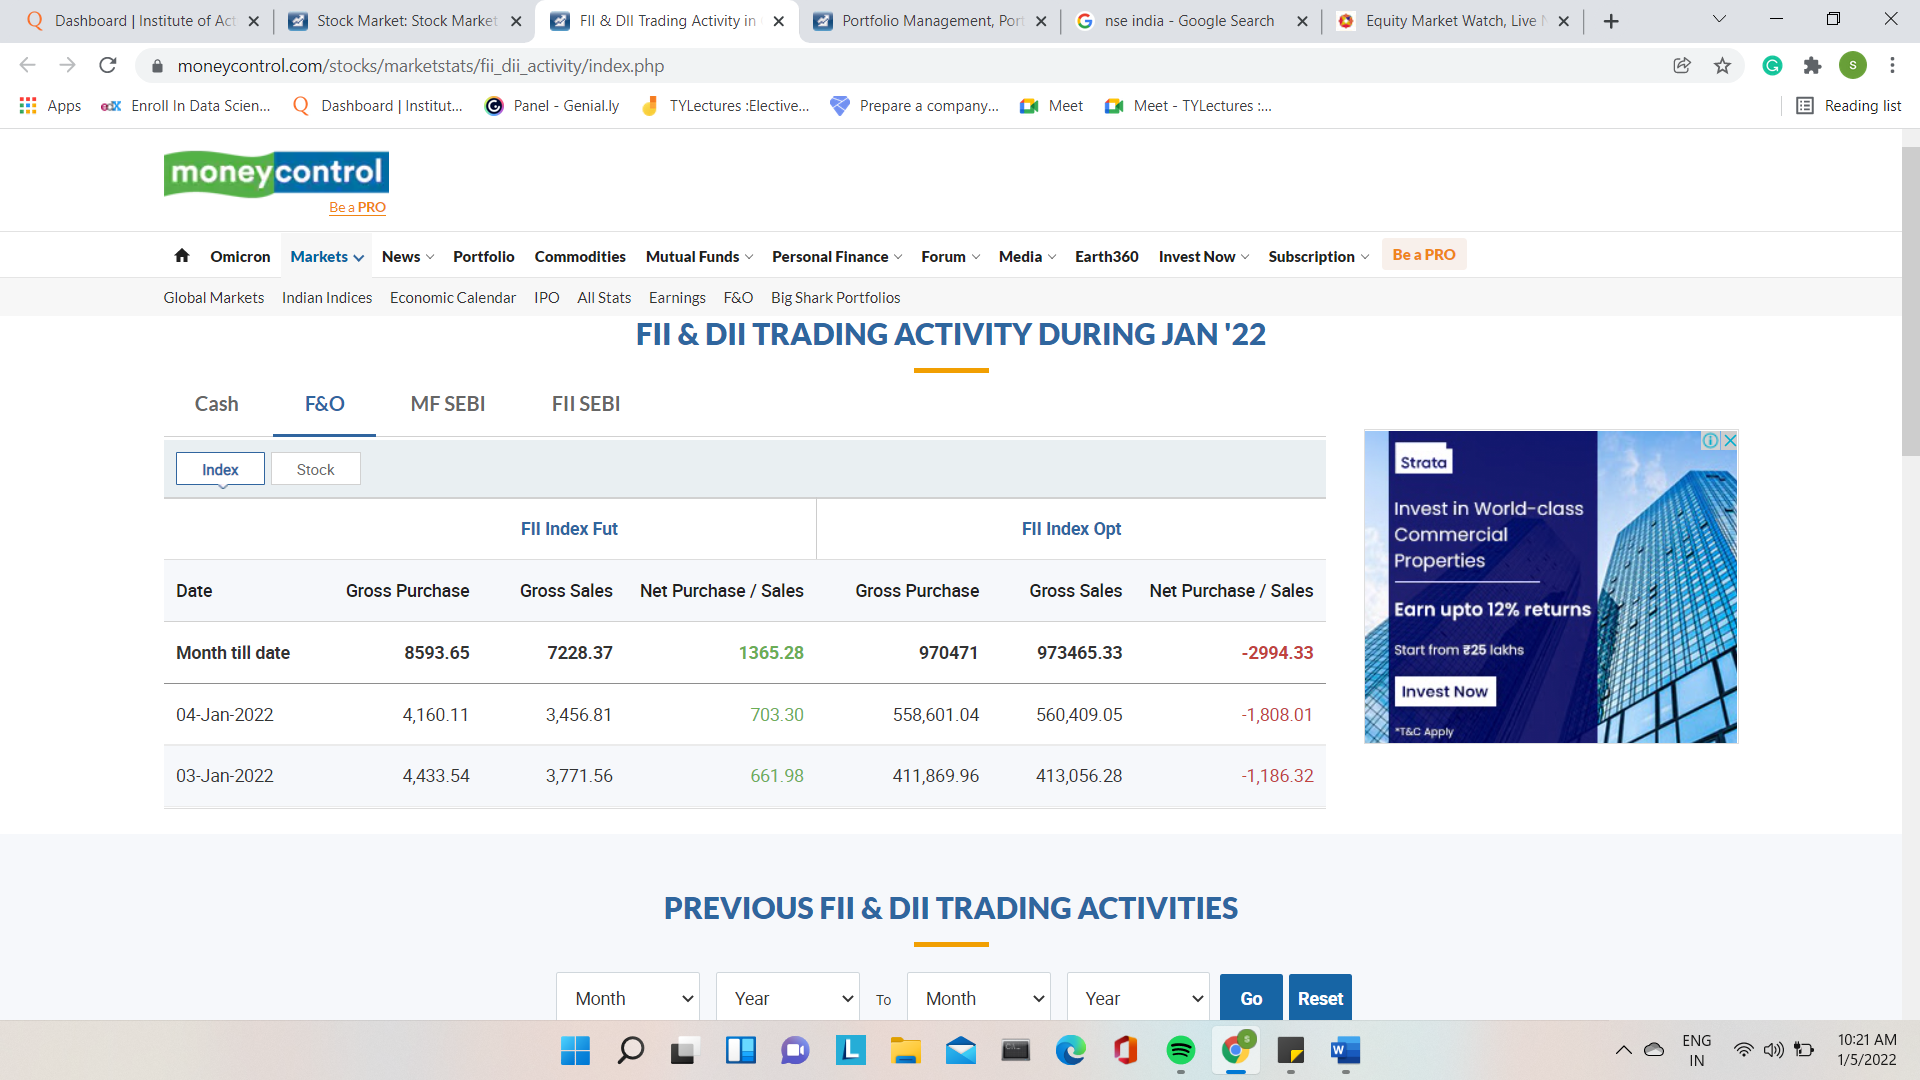 Dashboard | Institute of Act
Stock Market: Stock Market
FII & DII Trading Activity in
Portfolio Management, Por
nse india - Google Search
Equity Market Watch, Live N
moneycontrol.com/stocks/marketstats/fii_dii_activity/index.php
S
Apps
edX Enroll In Data Scien...
Dashboard | Institut...
Panel - Genial.ly
TYLectures :Elective...
Prepare a company...
Meet
Meet - TYLectures :...
Reading list
moneycontrol
Be a PRO
Omicron Markets News Portfolio Commodities Mutual Funds Personal Finance Forum Media Earth360 Invest Now Subscription Be a PRO
Global Markets Indian Indices Economic Calendar IPO All Stats Earnings F&O Big Shark Portfolios
FII & DII TRADING ACTIVITY DURING JAN '22
Cash F&O MF SEBI FII SEBI
Index Stock
FII Index Fut FII Index Opt
Date Gross Purchase Gross Sales Net Purchase / Sales Gross Purchase Gross Sales Net Purchase / Sales
Month till date 8593.65 7228.37 1365.28 970471 973465.33 -2994.33
04-Jan-2022 4,160.11 3,456.81 703.30 558,601.04 560,409.05 -1,808.01
03-Jan-2022 4,433.54 3,771.56 661.98 411,869.96 413,056.28 -1,186.32
Strata
Invest in World-class
Commercial
Properties
Earn upto 12% returns
Start from ₹25 lakhs
Invest Now
*T&C Apply
PREVIOUS FII & DII TRADING ACTIVITIES
Month Year To Month Year Go Reset
ENG
IN
10:21 AM
1/5/2022